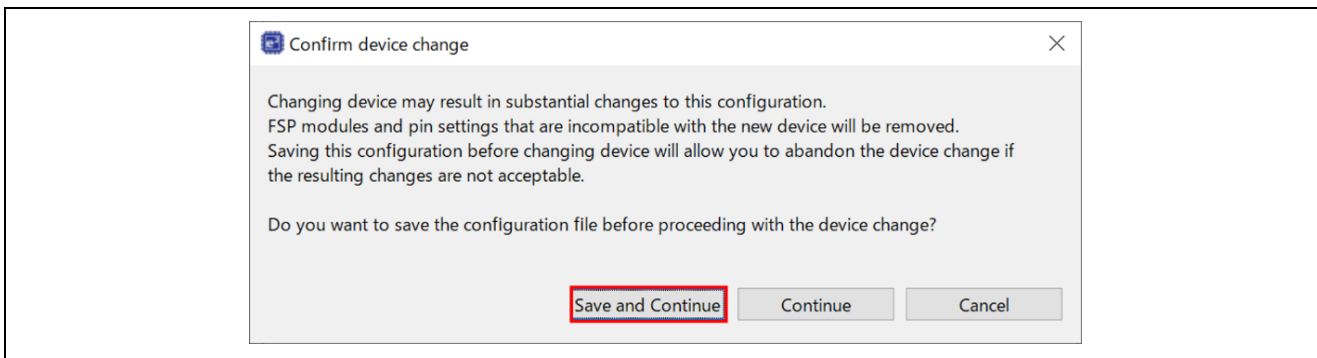 Confirm device change
Changing device may result in substantial changes to this configuration.
FSP modules and pin settings that are incompatible with the new device will be removed.
Saving this configuration before changing device will allow you to abandon the device change if
the resulting changes are not acceptable.
Do you want to save the configuration file before proceeding with the device change?
Save and Continue
Continue
Cancel